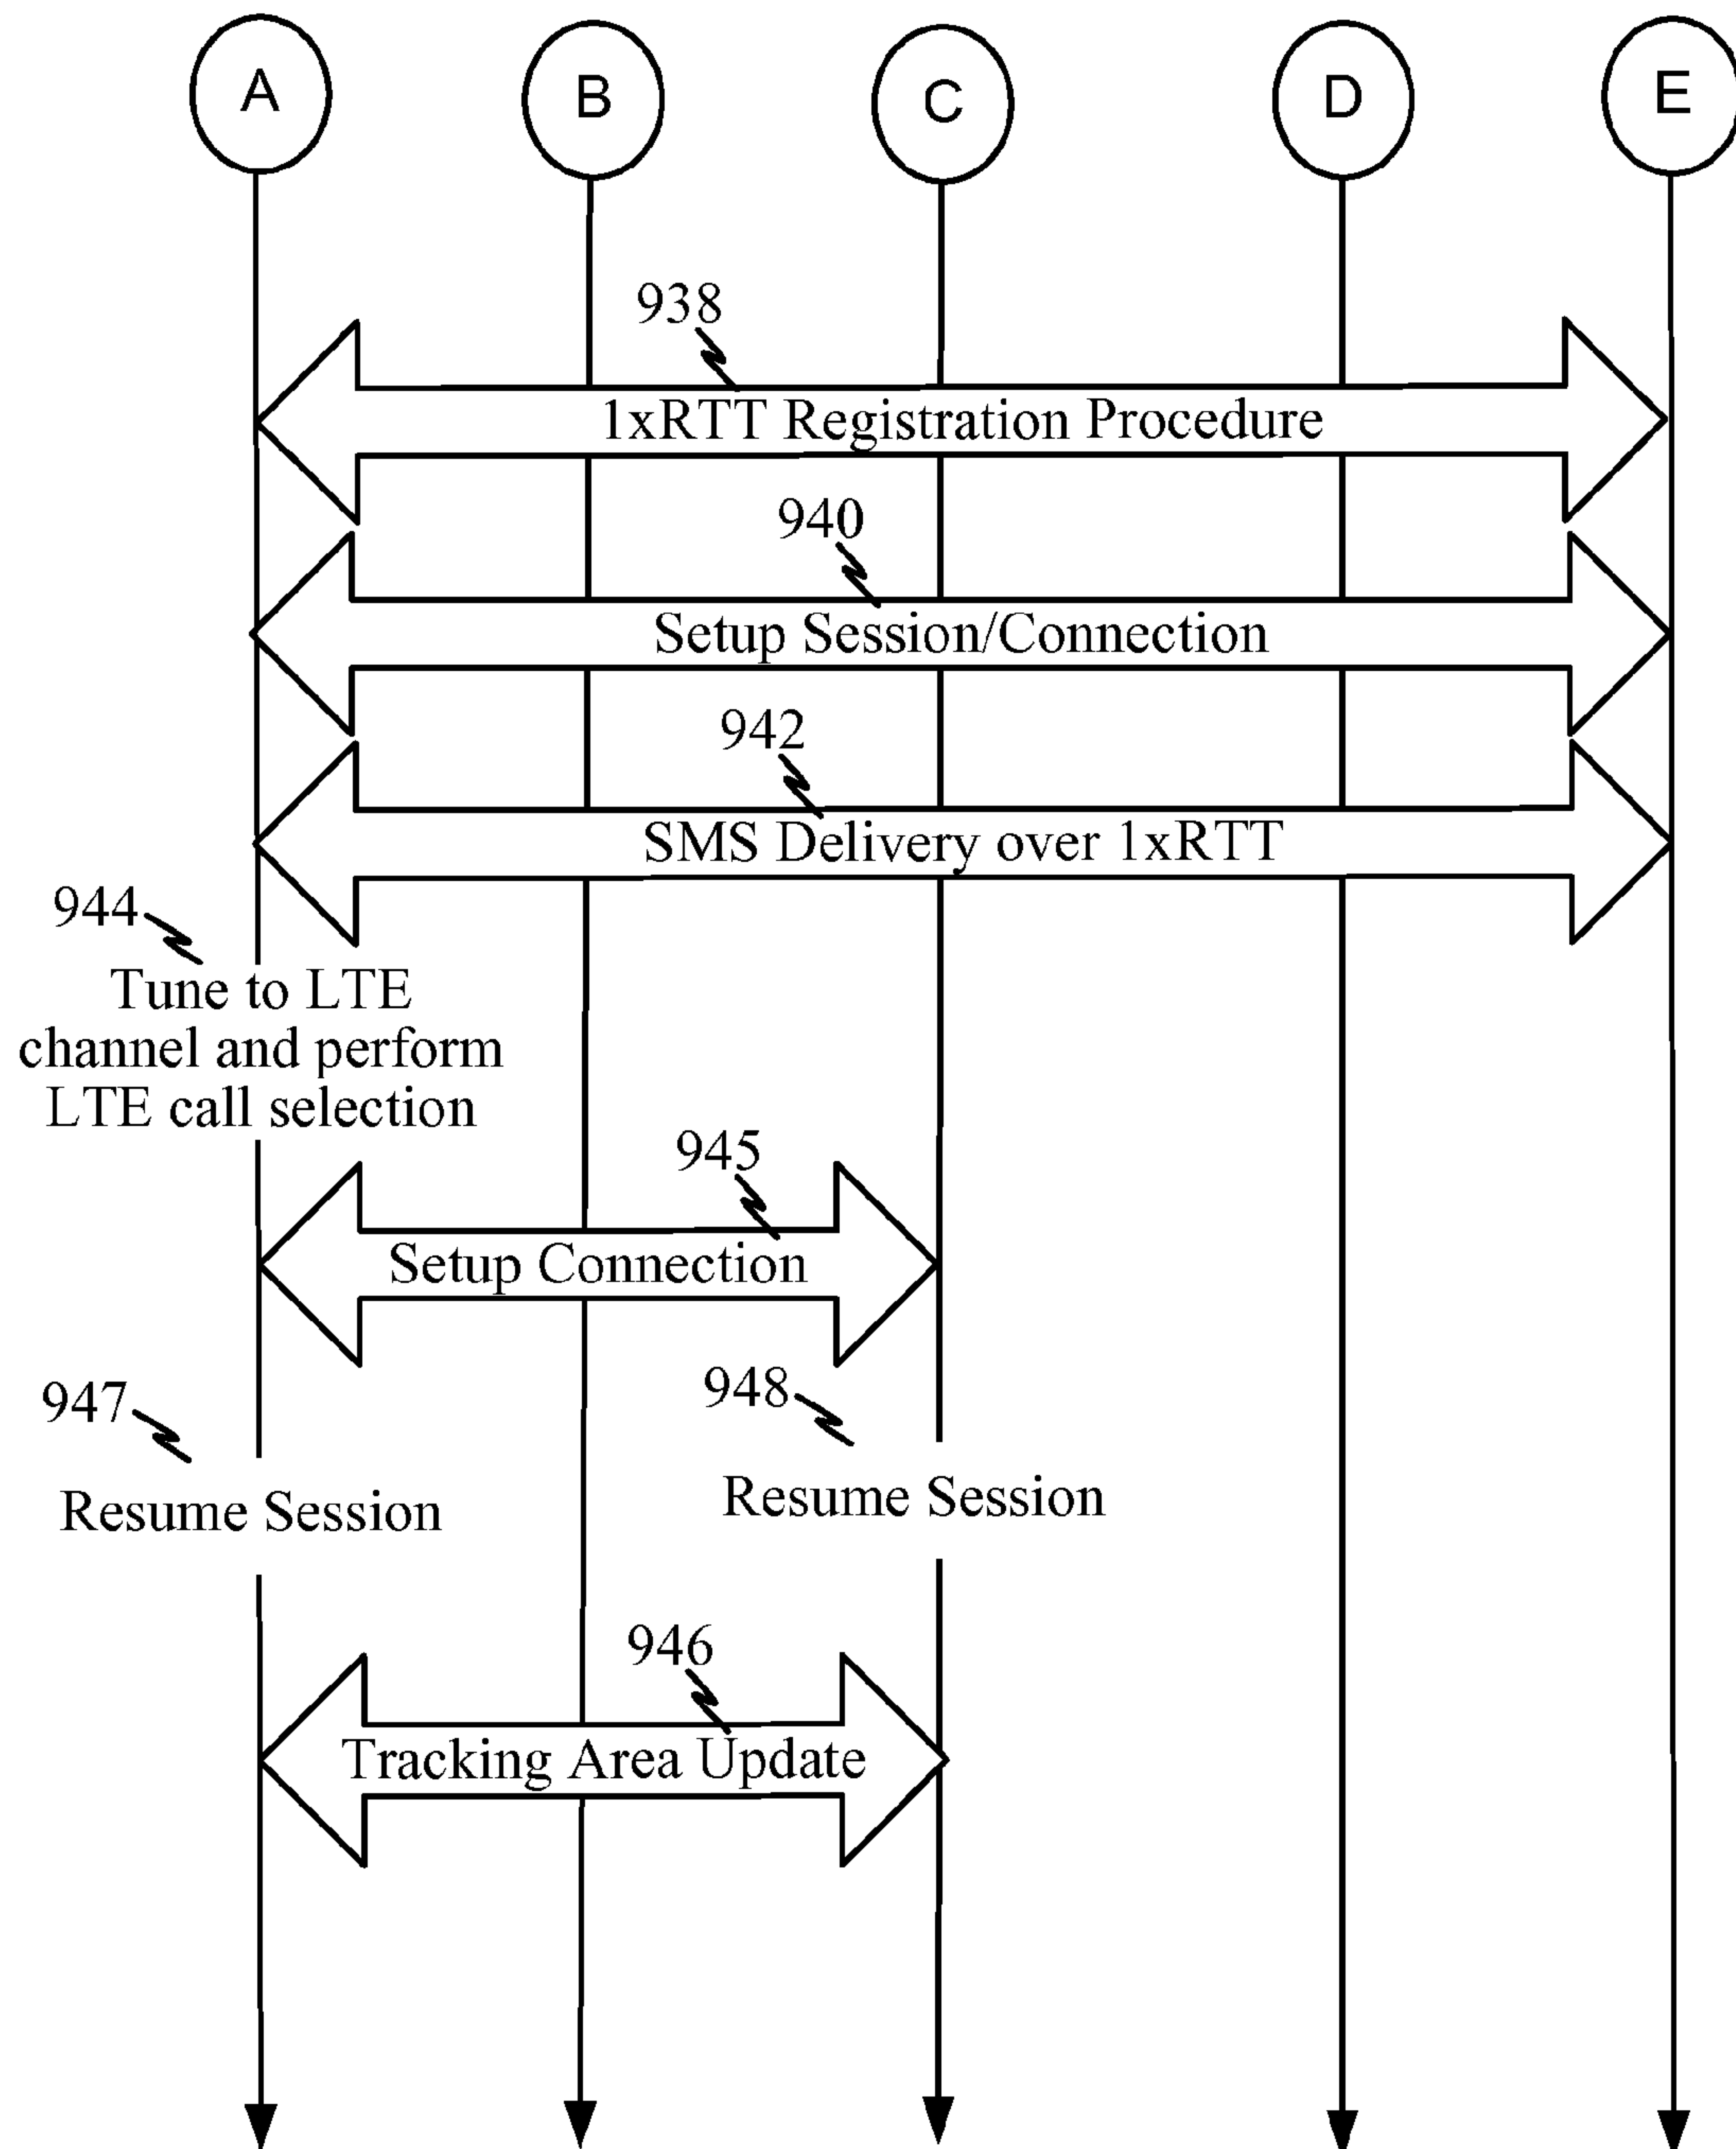 A
B
C
D
E
938
1xRTT Registration Procedure
940
Setup Session/Connection
942
SMS Delivery over 1xRTT
944
Tune to LTE
channel and perform
LTE call selection
945
Setup Connection
947
Resume Session
948
Resume Session
946
Tracking Area Update